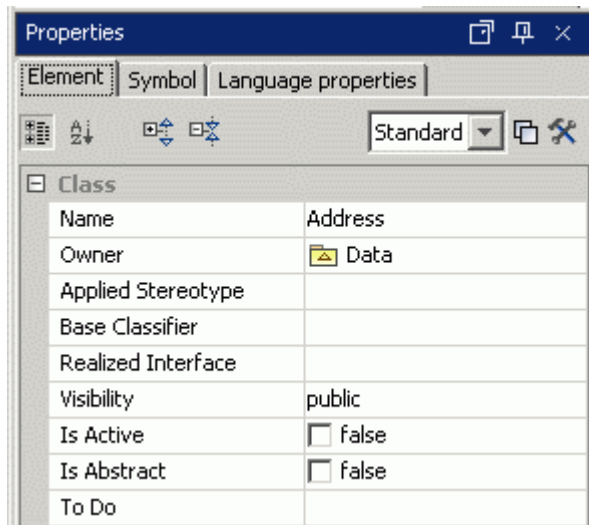 Properties
Element Symbol Language properties
Standard
Class
Name Address
Owner Data
Applied Stereotype
Base Classifier
Realized Interface
Visibility public
Is Active false
Is Abstract false
To Do